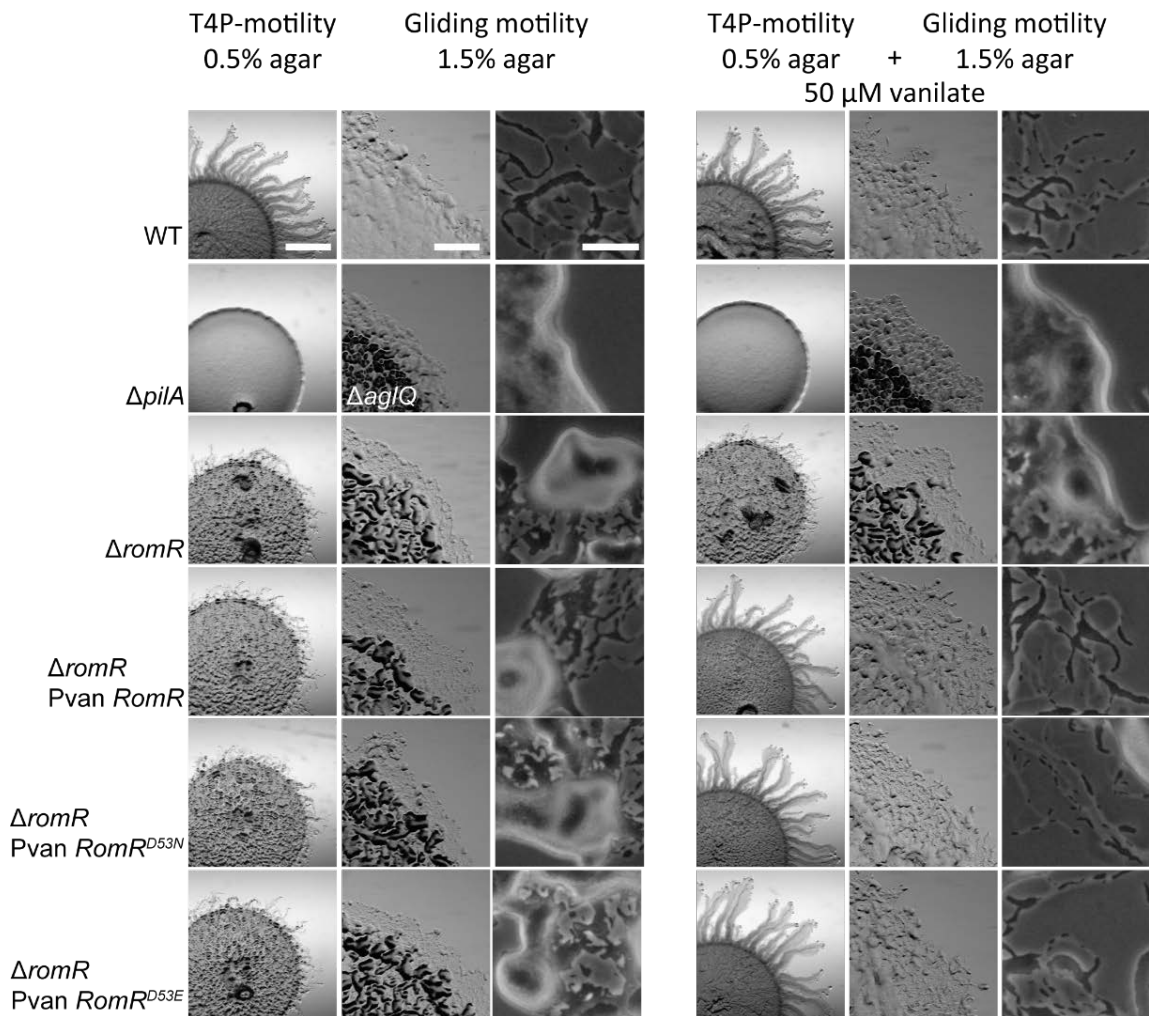 T4P-motility Gliding motility
0.5% agar 1.5% agar
T4P-motility Gliding motility
0.5% agar + 1.5% agar
50 µM vanilate
WT
ΔpilA
ΔaglQ
ΔromR
ΔromR
Pvan RomR
ΔromR
Pvan RomR^D53N
ΔromR
Pvan RomR^D53E